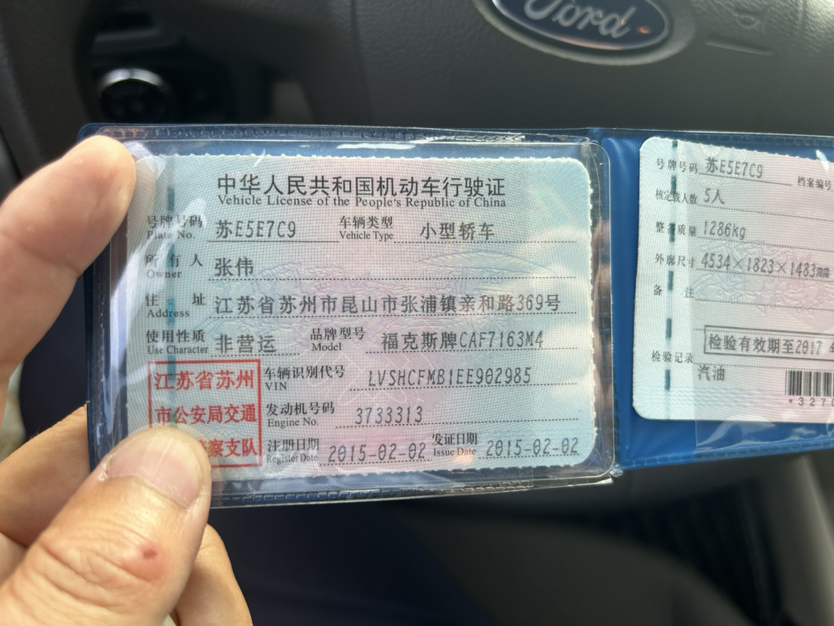 Ford
中华人民共和国机动车行驶证
Vehicle License of the People's Republic of China
号牌号码 苏E5E7C9 车辆类型 小型轿车
Plate No. Vehicle Type
所有人 张伟
Owner
住址 江苏省苏州市昆山市张浦镇亲和路369号
Address
使用性质 非营运 品牌型号 福克斯牌CAF7163M4
Use Character Model
江苏省苏州
市公安局交通
察支队
车辆识别代号 LVSHCFMB1EE902985
VIN
发动机号码 3733313
Engine No.
注册日期 2015-02-02 发证日期 2015-02-02
Register Date Issue Date
号牌号码 苏E5E7C9 档案编号
核定载人数 5人
整备质量 1286kg
外廓尺寸 4534×1823×1483mm
备注
检验有效期至2017
检验记录
汽油
*3270